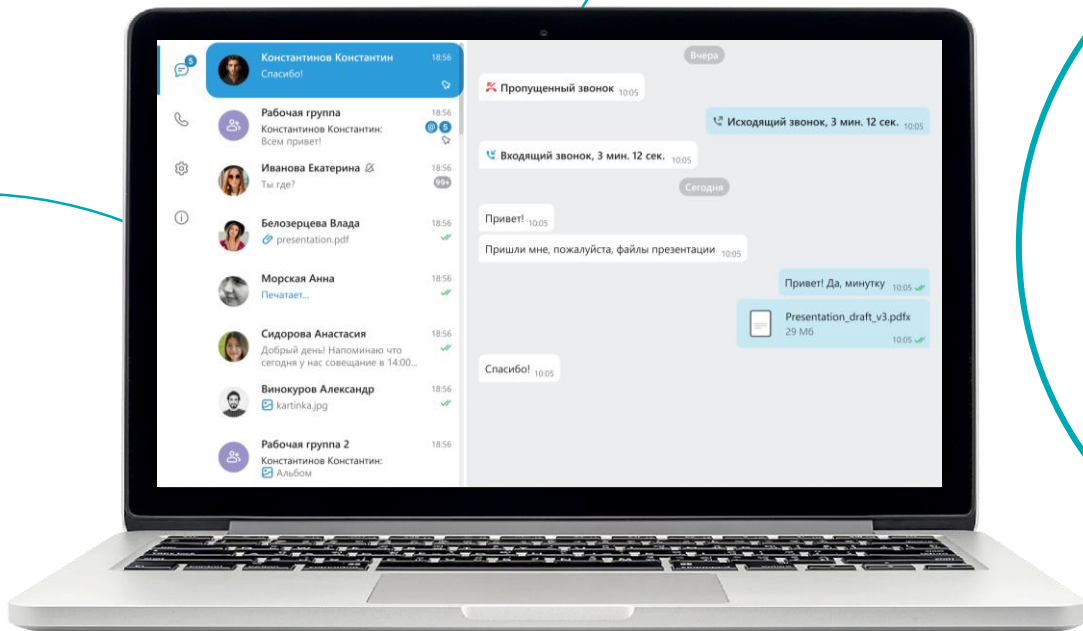 5
Константинов Константин 18:56
Спасибо!
Рабочая группа 18:56
Константинов Константин: @ 5
Всем привет!
Иванова Екатерина 18:56
Ты где? 99+
Белозерцева Влада 18:56
presentation.pdf
Морская Анна 18:56
Печатает...
Сидорова Анастасия 18:56
Добрый день! Напоминаю что
сегодня у нас совещание в 14:00...
Винокуров Александр 18:56
kartinka.jpg
Рабочая группа 2 18:56
Константинов Константин:
Альбом
Вчера
Пропущенный звонок 10:05
Исходящий звонок, 3 мин. 12 сек. 10:05
Входящий звонок, 3 мин. 12 сек. 10:05
Сегодня
Привет! 10:05
Пришли мне, пожалуйста, файлы презентации 10:05
Привет! Да, минутку 10:05
Presentation_draft_v3.pdfx
29 Мб
10:05
Спасибо! 10:05